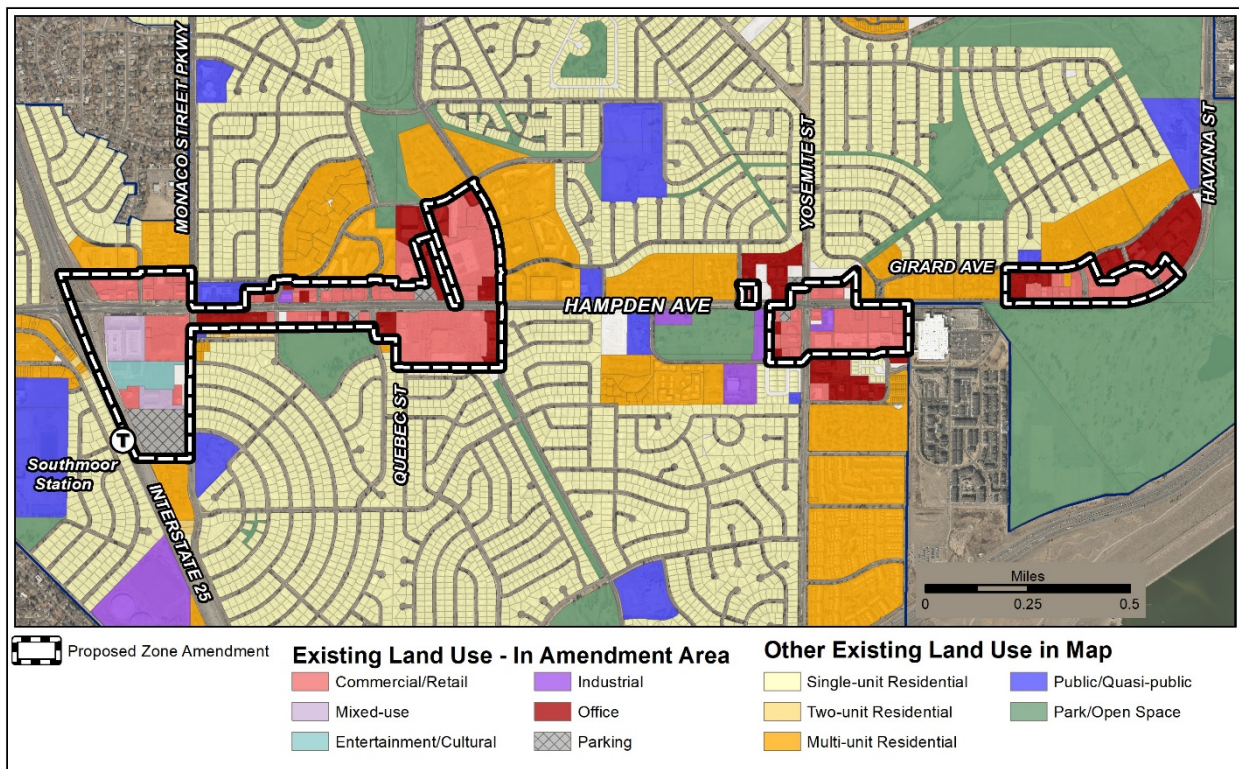 MONACO STREET PKWY
YOSEMITE ST
HAVANA ST
GIRARD AVE
HAMPDEN AVE
QUEBEC ST
T
Southmoor
Station
INTERSTATE 25
Miles
0 0.25 0.5
Proposed Zone Amendment
Existing Land Use - In Amendment Area
Commercial/Retail
Mixed-use
Entertainment/Cultural
Industrial
Office
Parking
Other Existing Land Use in Map
Single-unit Residential
Two-unit Residential
Multi-unit Residential
Public/Quasi-public
Park/Open Space